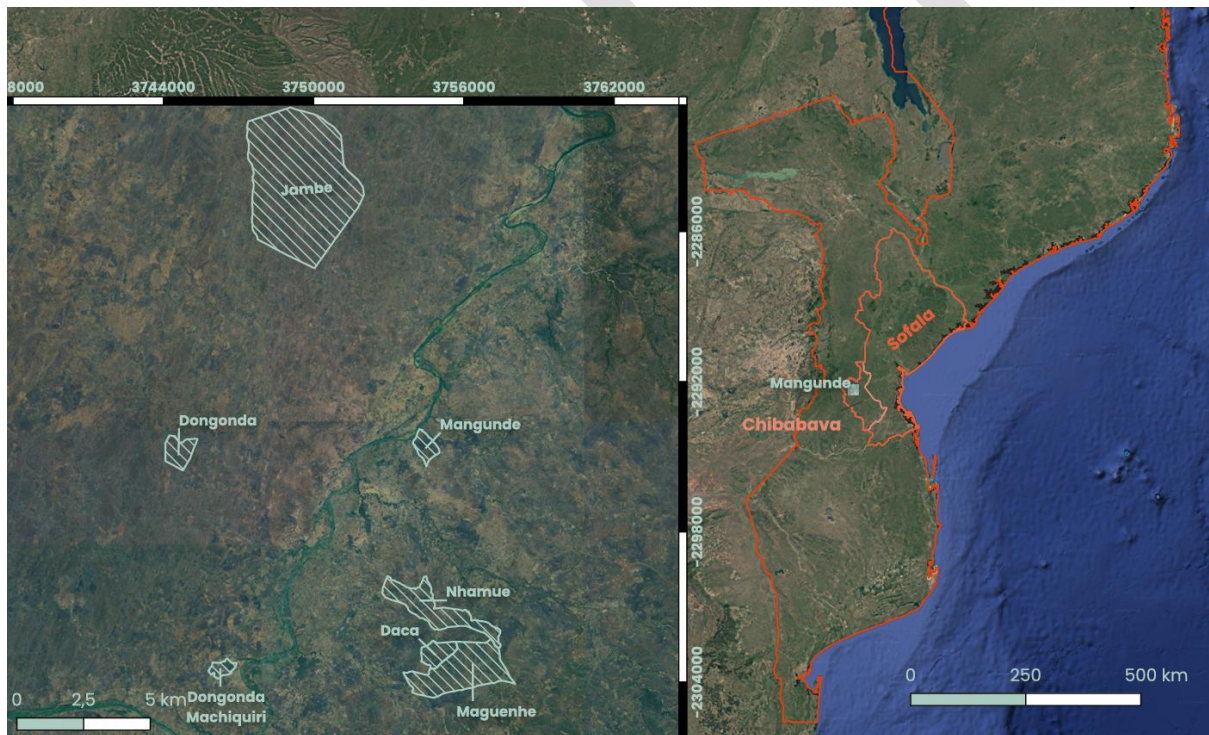 8000
3744000
3750000
3756000
3762000
Jambe
-2286000
Sofala
Mangunde
-2292000
Dongonda
Mangunde
Chibabava
-2298000
Nhamue
Daca
-2304000
Dongonda
Machiquiri
Maguenhe
0
2,5
5 km
0
250
500 km